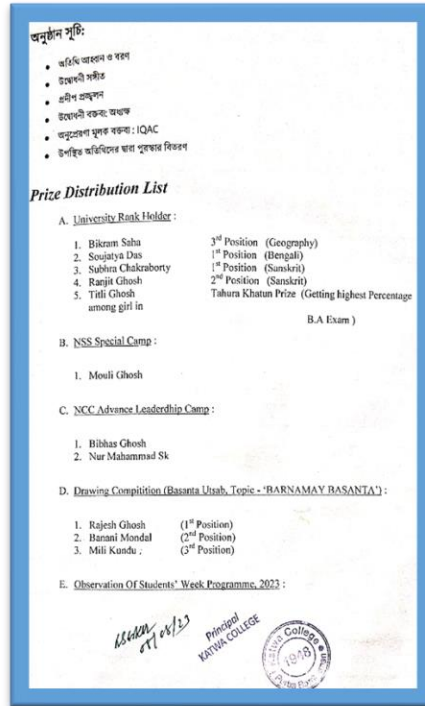 অনুষ্ঠান সূচি:
• অতিথি আহ্বান ও বরণ
• উদ্বোধনী সঙ্গীত
• প্রদীপ প্রজ্জ্বলন
• উদ্বোধনী বক্তব্য: অধ্যক্ষ
• অনুপ্রেরণা মূলক বক্তব্য : IQAC
• উপস্থিত অতিথিদের দ্বারা পুরস্কার বিতরণ
Prize Distribution List
A. University Rank Holder :
1. Bikram Saha 3rd Position (Geography)
2. Soujatya Das 1st Position (Bengali)
3. Subhra Chakraborty 1st Position (Sanskrit)
4. Ranjit Ghosh 2nd Position (Sanskrit)
5. Titli Ghosh Tahura Khatun Prize (Getting highest Percentage
among girl in B.A Exam )
B. NSS Special Camp :
1. Mouli Ghosh
C. NCC Advance Leaderdhip Camp :
1. Bibhas Ghosh
2. Nur Mahammad Sk
D. Drawing Compitition (Basanta Utsab, Topic - 'BARNAMAY BASANTA') :
1. Rajesh Ghosh (1st Position)
2. Banani Mondal (2nd Position)
3. Mili Kundu ; (3rd Position)
E. Observation Of Students' Week Programme, 2023 :
Principal
KATWA COLLEGE
Katwa College
1948